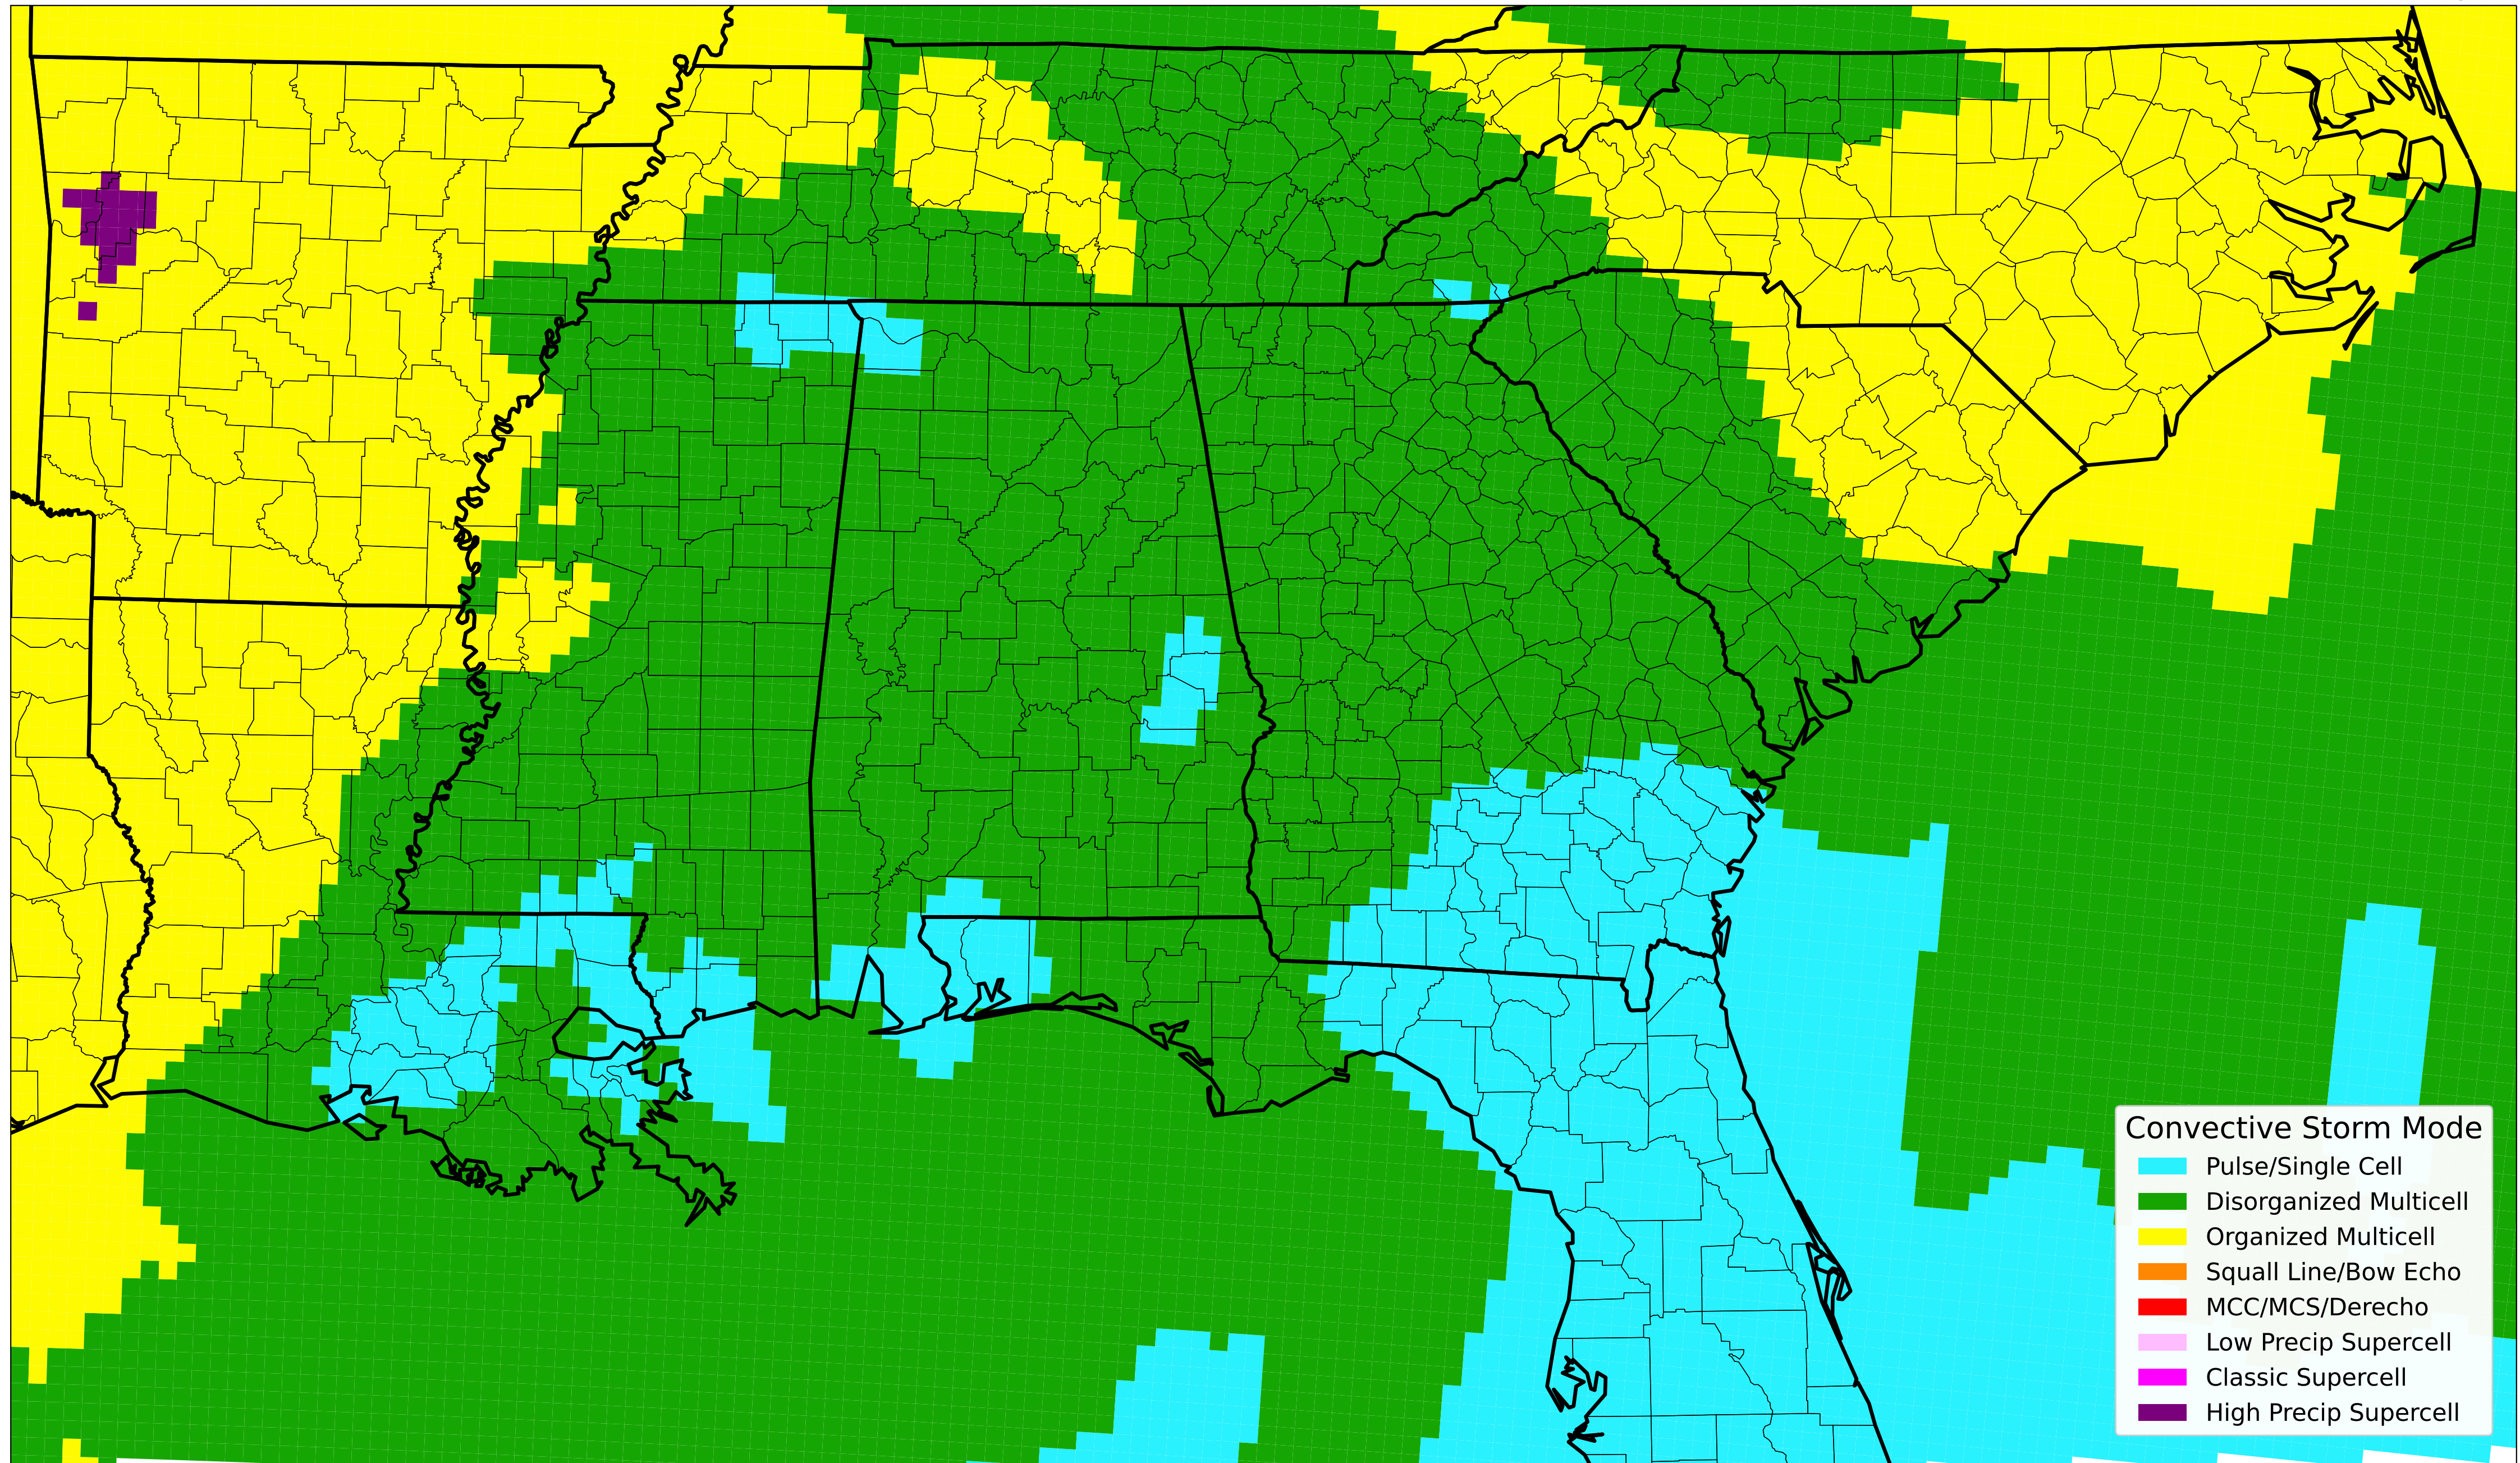 Convective Storm Mode
Pulse/Single Cell
Disorganized Multicell
Organized Multicell
Squall Line/Bow Echo
MCC/MCS/Derecho
Low Precip Supercell
Classic Supercell
High Precip Supercell